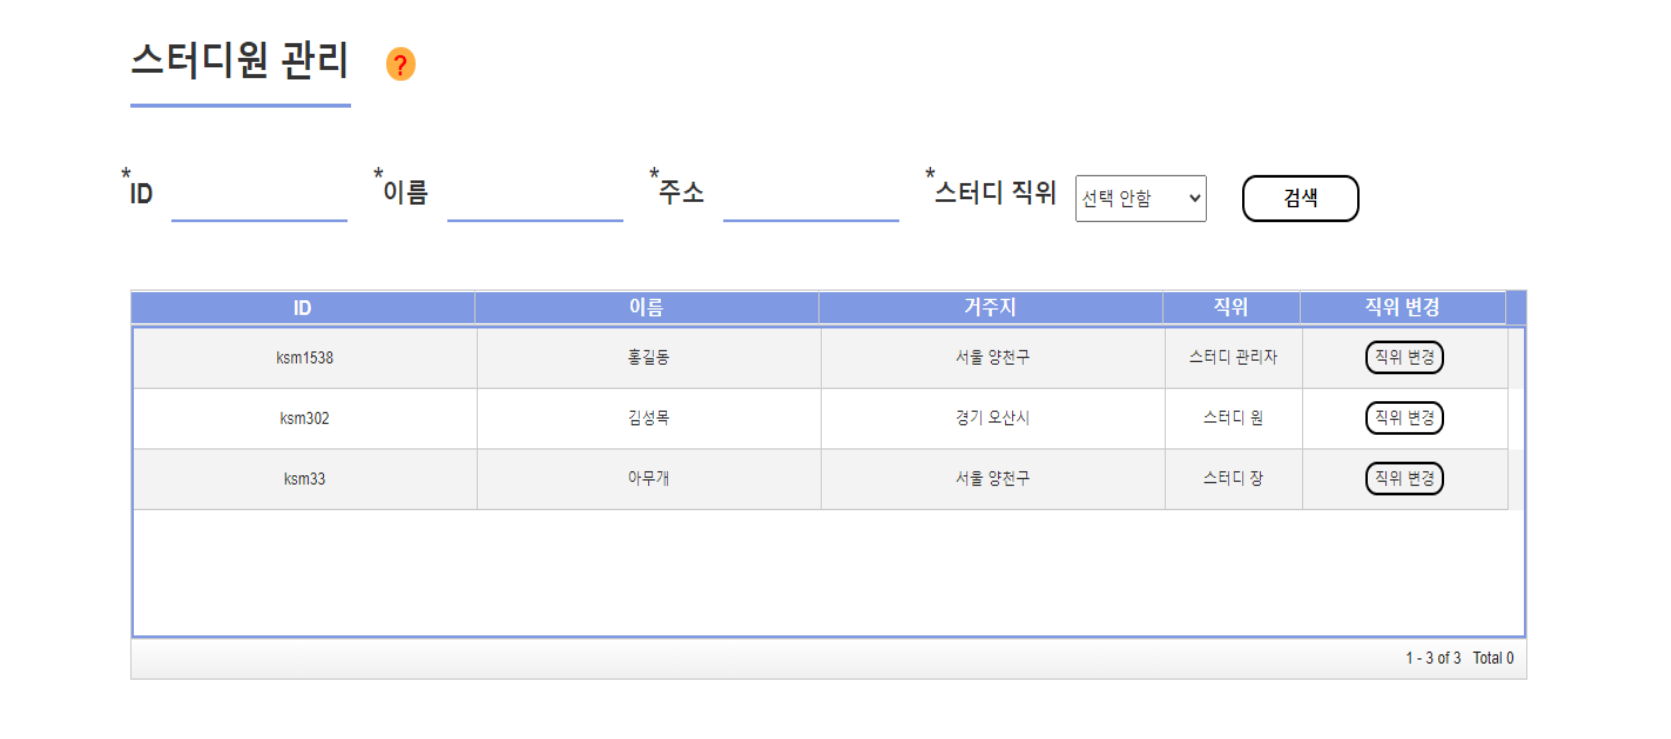 스터디원 관리 ?
*ID *이름 *주소 *스터디 직위 선택 안함 검색
ID 이름 거주지 직위 직위 변경
ksm1538 홍길동 서울 양천구 스터디 관리자 직위 변경
ksm302 김성목 경기 오산시 스터디 원 직위 변경
ksm33 아무개 서울 양천구 스터디 장 직위 변경
1 - 3 of 3 Total 0